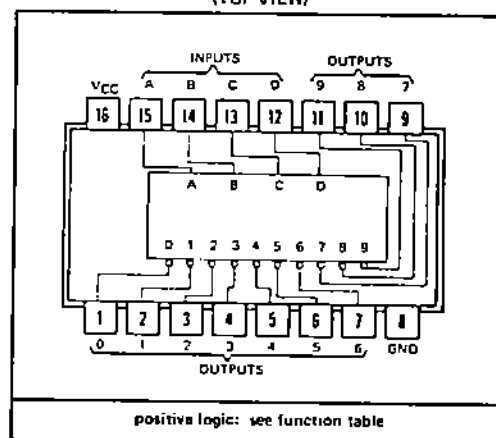 (TOP VIEW)
INPUTS OUTPUTS
VCC A B C D 9 8 7
16 15 14 13 12 11 10 9
A B C D
0 1 2 3 4 5 6 7 8 9
1 2 3 4 5 6 7 8
0 1 2 3 4 5 6 GND
OUTPUTS
positive logic: see function table